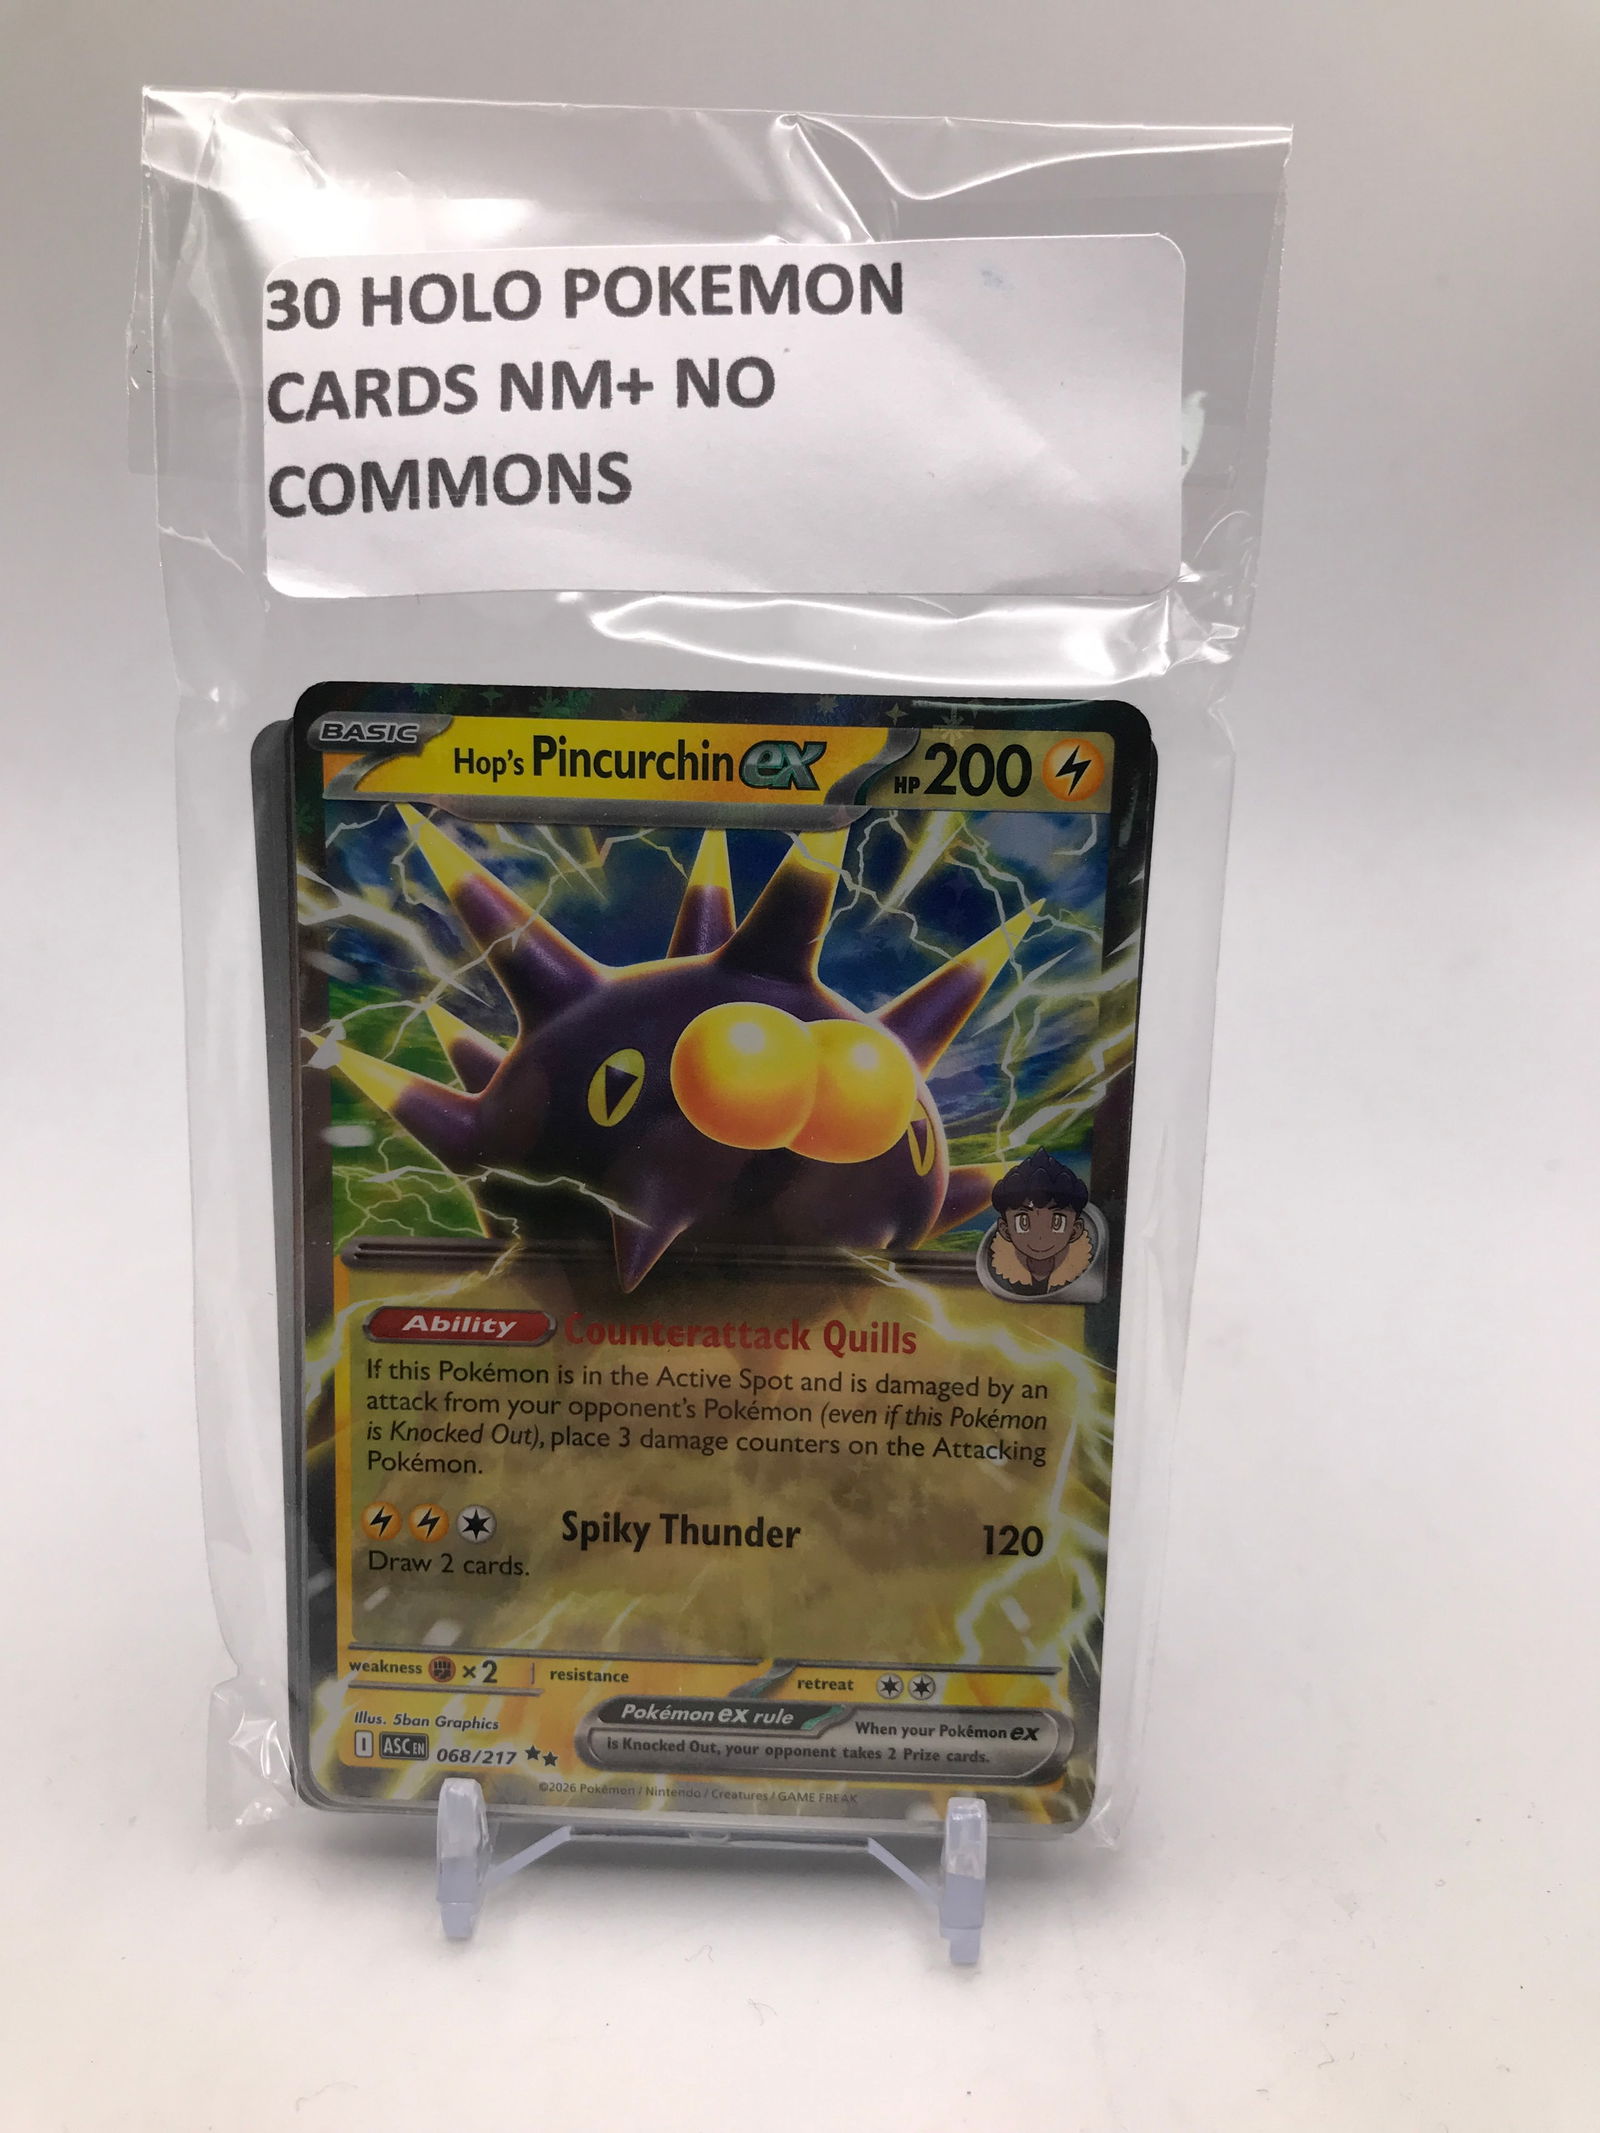 30 HOLO POKEMON
CARDS NM+ NO
COMMONS
BASIC
Hop's Pincurchin ex HP 200
Ability Counterattack Quills
If this Pokémon is in the Active Spot and is damaged by an
attack from your opponent's Pokémon (even if this Pokémon
is Knocked Out), place 3 damage counters on the Attacking
Pokémon.
Spiky Thunder 120
Draw 2 cards.
weakness ×2 resistance
retreat
Illus. 5ban Graphics
Pokémon ex rule When your Pokémon ex
is Knocked Out, your opponent takes 2 Prize cards.
I ASC EN 068/217
©2026 Pokémon / Nintendo / Creatures / GAME FREAK